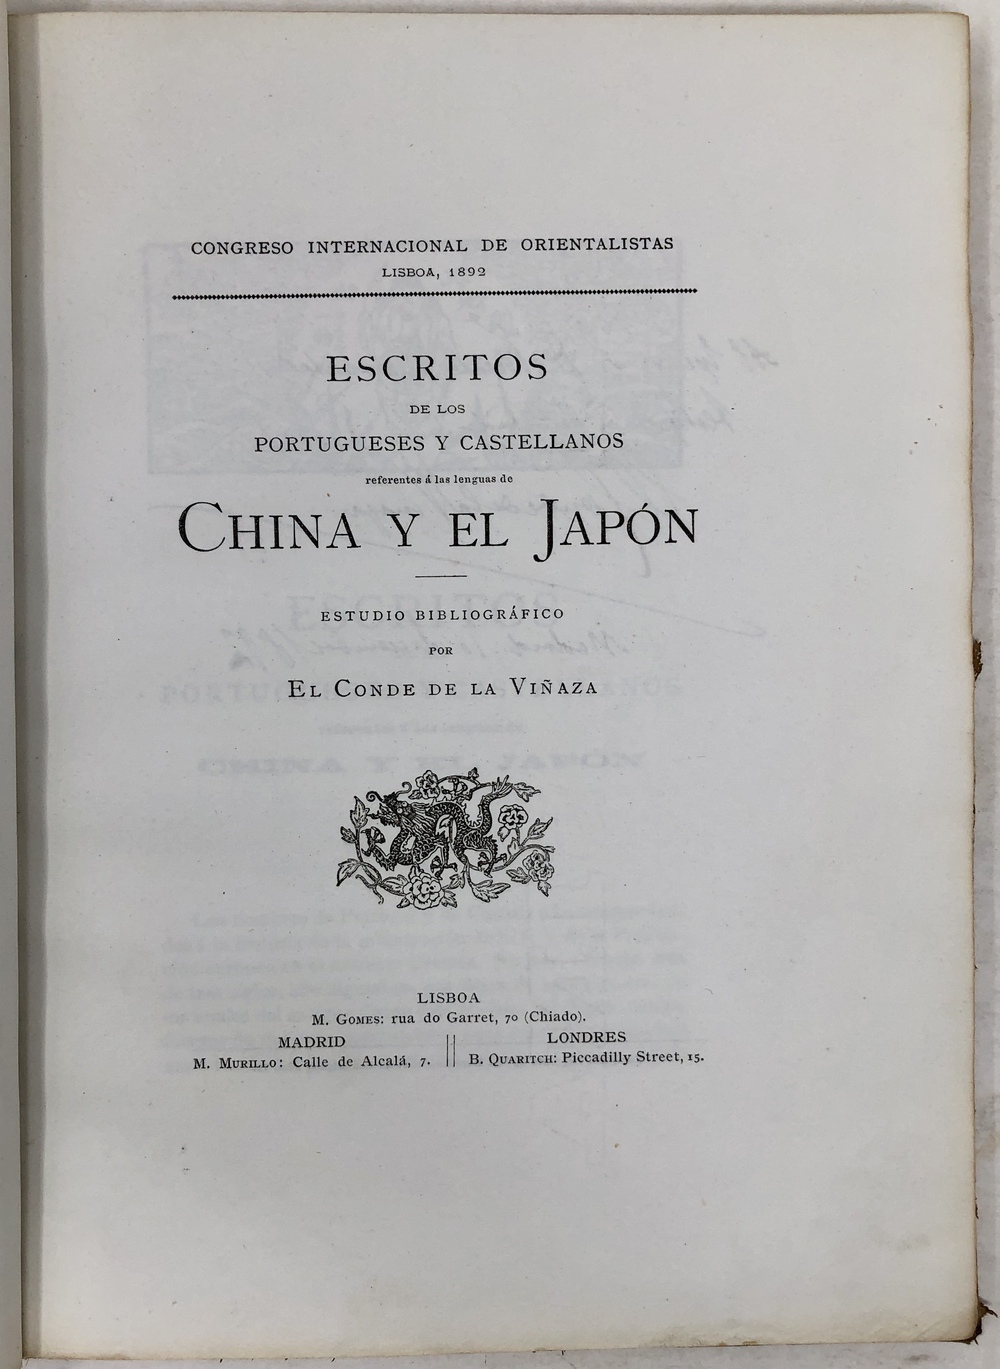 CONGRESO INTERNACIONAL DE ORIENTALISTAS
LISBOA, 1892
ESCRITOS
DE LOS
PORTUGUESES Y CASTELLANOS
referentes á las lenguas de
CHINA Y EL JAPÓN
ESTUDIO BIBLIOGRÁFICO
POR
EL CONDE DE LA VIÑAZA
LISBOA
M. GOMES: rua do Garret, 70 (Chiado).
MADRID
M. MURILLO: Calle de Alcalá, 7.
LONDRES
B. QUARITCH: Piccadilly Street, 15.